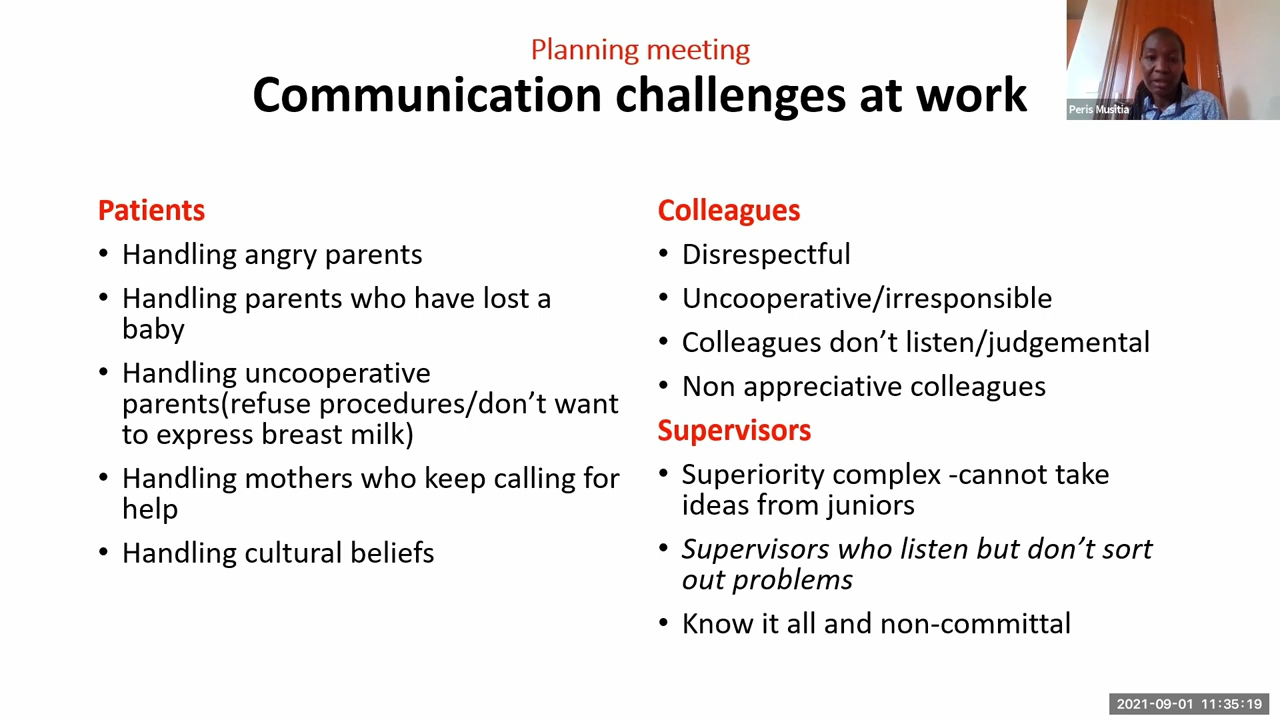 Planning meeting
Communication challenges at work
Peris Musitia
Patients
• Handling angry parents
• Handling parents who have lost a
baby
• Handling uncooperative
parents(refuse procedures/don’t want
to express breast milk)
• Handling mothers who keep calling for
help
• Handling cultural beliefs
Colleagues
• Disrespectful
• Uncooperative/irresponsible
• Colleagues don’t listen/judgemental
• Non appreciative colleagues
Supervisors
• Superiority complex -cannot take
ideas from juniors
• Supervisors who listen but don’t sort
out problems
• Know it all and non-committal
2021-09-01 11:35:19